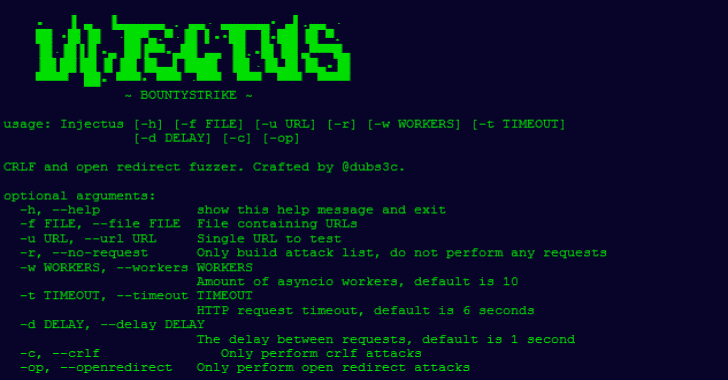 INJECTUS
~ BOUNTYSTRIKE ~
usage: Injectus [-h] [-f FILE] [-u URL] [-r] [-w WORKERS] [-t TIMEOUT]
[-d DELAY] [-c] [-op]
CRLF and open redirect fuzzer. Crafted by @dubs3c.
optional arguments:
-h, --help show this help message and exit
-f FILE, --file FILE File containing URLs
-u URL, --url URL Single URL to test
-r, --no-request Only build attack list, do not perform any requests
-w WORKERS, --workers WORKERS
Amount of asyncio workers, default is 10
-t TIMEOUT, --timeout TIMEOUT
HTTP request timeout, default is 6 seconds
-d DELAY, --delay DELAY
The delay between requests, default is 1 second
-c, --crlf Only perform crlf attacks
-op, --openredirect Only perform open redirect attacks